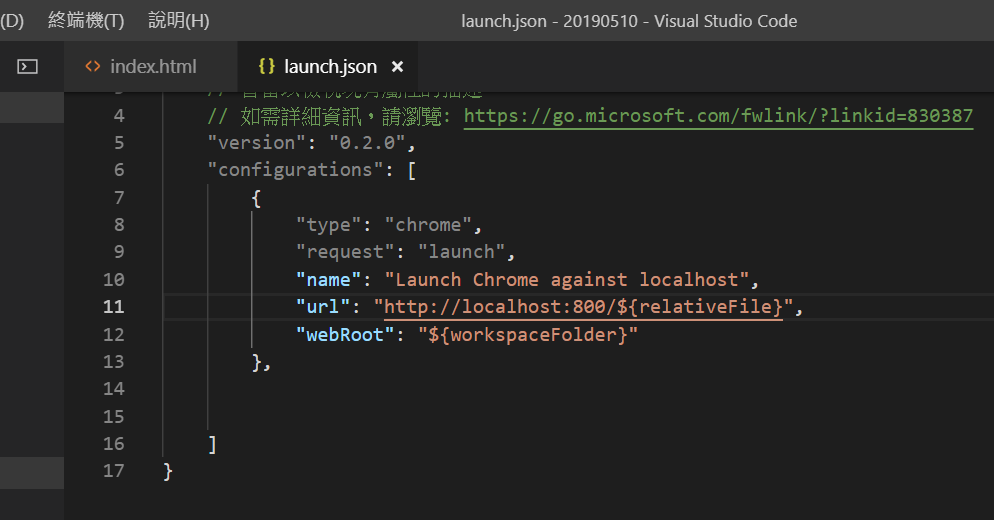 (D) 終端機(T) 說明(H) launch.json - 20190510 - Visual Studio Code
index.html {} launch.json ×
4 // 如需詳細資訊，請瀏覽: https://go.microsoft.com/fwlink/?linkid=830387
5 "version": "0.2.0",
6 "configurations": [
7 {
8 "type": "chrome",
9 "request": "launch",
10 "name": "Launch Chrome against localhost",
11 "url": "http://localhost:800/${relativeFile}",
12 "webRoot": "${workspaceFolder}"
13 },
14
15
16 ]
17 }